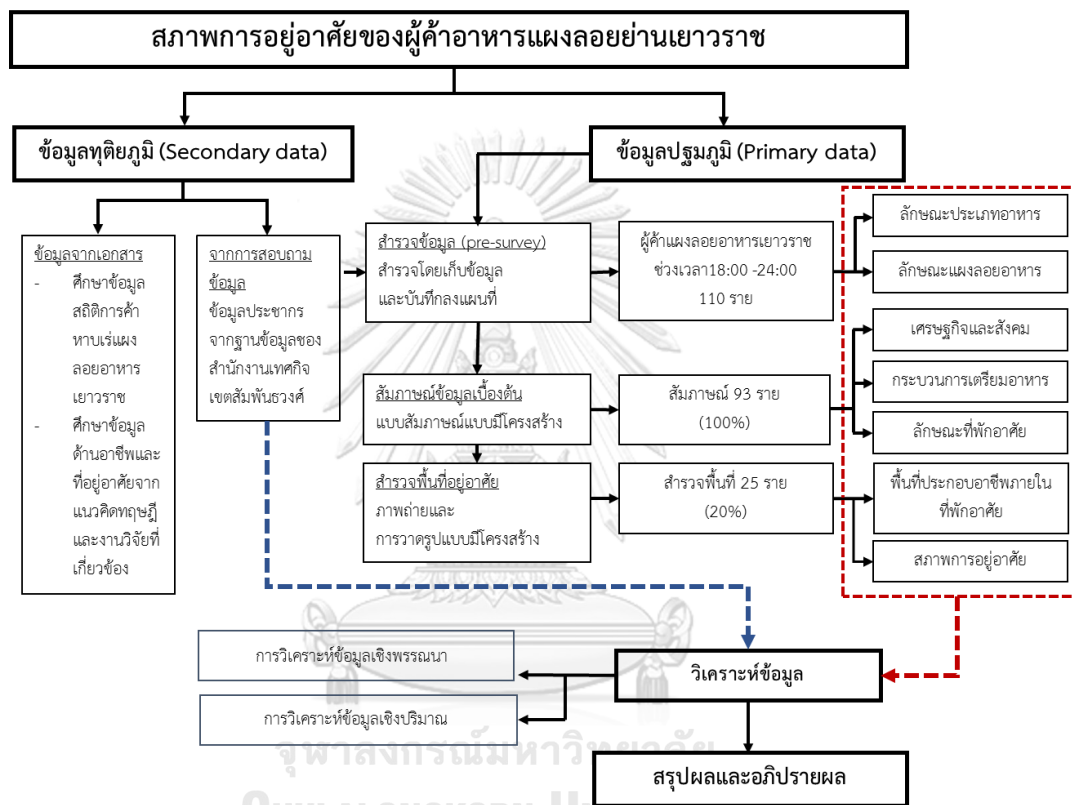 สภาพการอยู่อาศัยของผู้ค้าอาหารแผงลอยย่านเยาวราช
ข้อมูลทุติยภูมิ (Secondary data)
ข้อมูลปฐมภูมิ (Primary data)
ข้อมูลจากเอกสาร
- ศึกษาข้อมูล
สถิติการค้า
หาบเร่แผง
ลอยอาหาร
เยาวราช
- ศึกษาข้อมูล
ด้านอาชีพและ
ที่อยู่อาศัยจาก
แนวคิดทฤษฎี
และงานวิจัยที่
เกี่ยวข้อง
จากการสอบถาม
ข้อมูล
ข้อมูลประชากร
จากฐานข้อมูลของ
สำนักงานเทศกิจ
เขตสัมพันธวงศ์
สำรวจข้อมูล (pre-survey)
สำรวจโดยเก็บข้อมูล
และบันทึกลงแผนที่
ผู้ค้าแผงลอยอาหารเยาวราช
ช่วงเวลา18:00 -24:00
110 ราย
ลักษณะประเภทอาหาร
ลักษณะแผงลอยอาหาร
สัมภาษณ์ข้อมูลเบื้องต้น
แบบสัมภาษณ์แบบมีโครงสร้าง
สัมภาษณ์ 93 ราย
(100%)
เศรษฐกิจและสังคม
กระบวนการเตรียมอาหาร
ลักษณะที่พักอาศัย
สำรวจพื้นที่อยู่อาศัย
ภาพถ่ายและ
การวาดรูปแบบมีโครงสร้าง
สำรวจพื้นที่ 25 ราย
(20%)
พื้นที่ประกอบอาชีพภายใน
ที่พักอาศัย
สภาพการอยู่อาศัย
การวิเคราะห์ข้อมูลเชิงพรรณนา
การวิเคราะห์ข้อมูลเชิงปริมาณ
วิเคราะห์ข้อมูล
จุฬาลงกรณ์มหาวิทยาลัย
สรุปผลและอภิปรายผล